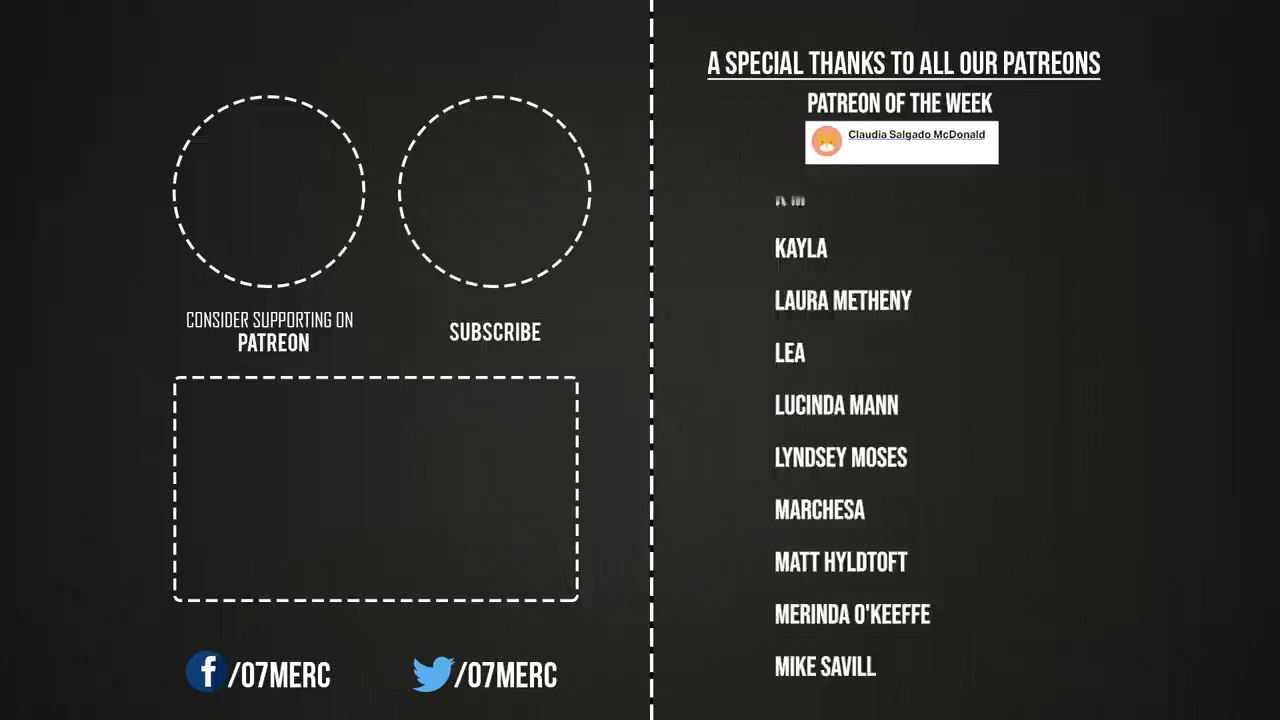 CONSIDER SUPPORTING ON
PATREON
SUBSCRIBE
/07MERC
/07MERC
A SPECIAL THANKS TO ALL OUR PATREONS
PATREON OF THE WEEK
Claudia Salgado McDonald
KAYLA
LAURA METHENY
LEA
LUCINDA MANN
LYNDSEY MOSES
MARCHESA
MATT HYLDTOFT
MERINDA O'KEEFFE
MIKE SAVILL